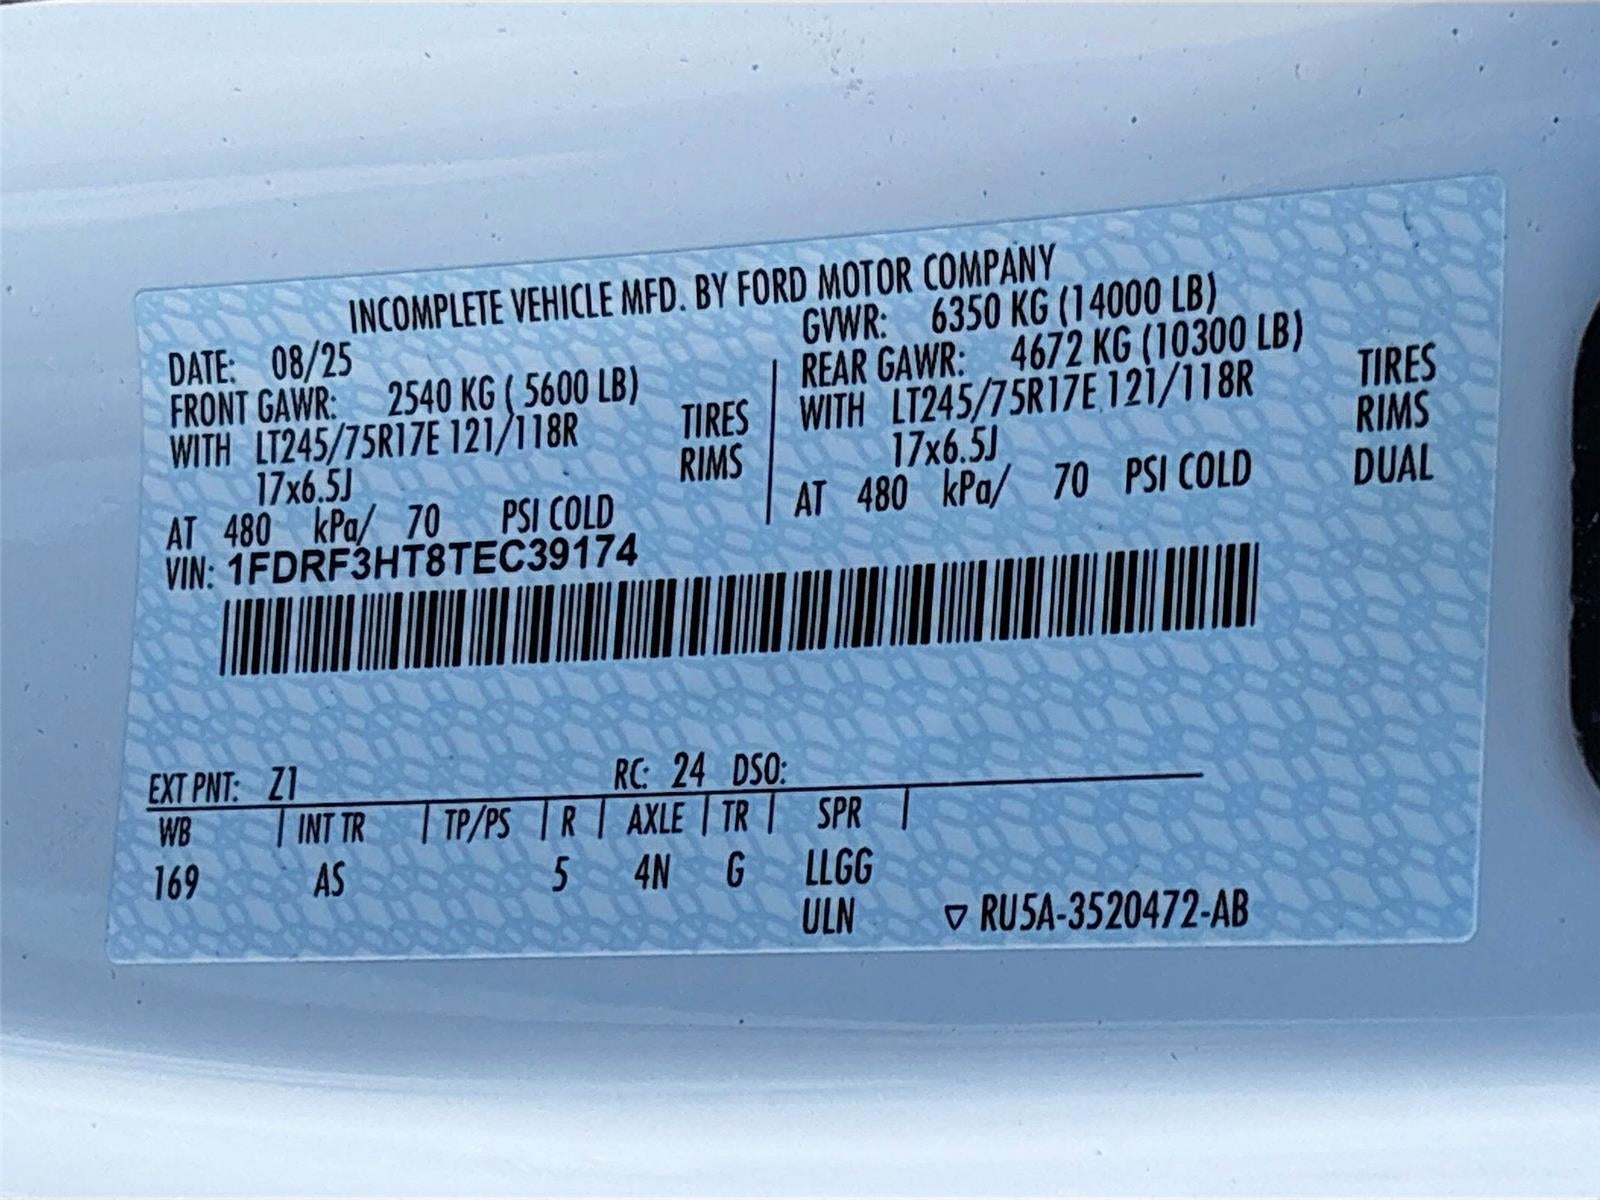 INCOMPLETE VEHICLE MFD. BY FORD MOTOR COMPANY
DATE: 08/25
GVWR: 6350 KG (14000 LB)
FRONT GAWR: 2540 KG ( 5600 LB)
REAR GAWR: 4672 KG (10300 LB)
WITH LT245/75R17E 121/118R TIRES
WITH LT245/75R17E 121/118R TIRES
17x6.5J RIMS
17x6.5J RIMS
AT 480 kPa/ 70 PSI COLD
AT 480 kPa/ 70 PSI COLD DUAL
VIN: 1FDRF3HT8TEC39174
EXT PNT: Z1 RC: 24 DSO:
WB | INT TR | TP/PS | R | AXLE | TR | SPR |
169 AS 5 4N G LLGG
ULN ▽ RU5A-3520472-AB